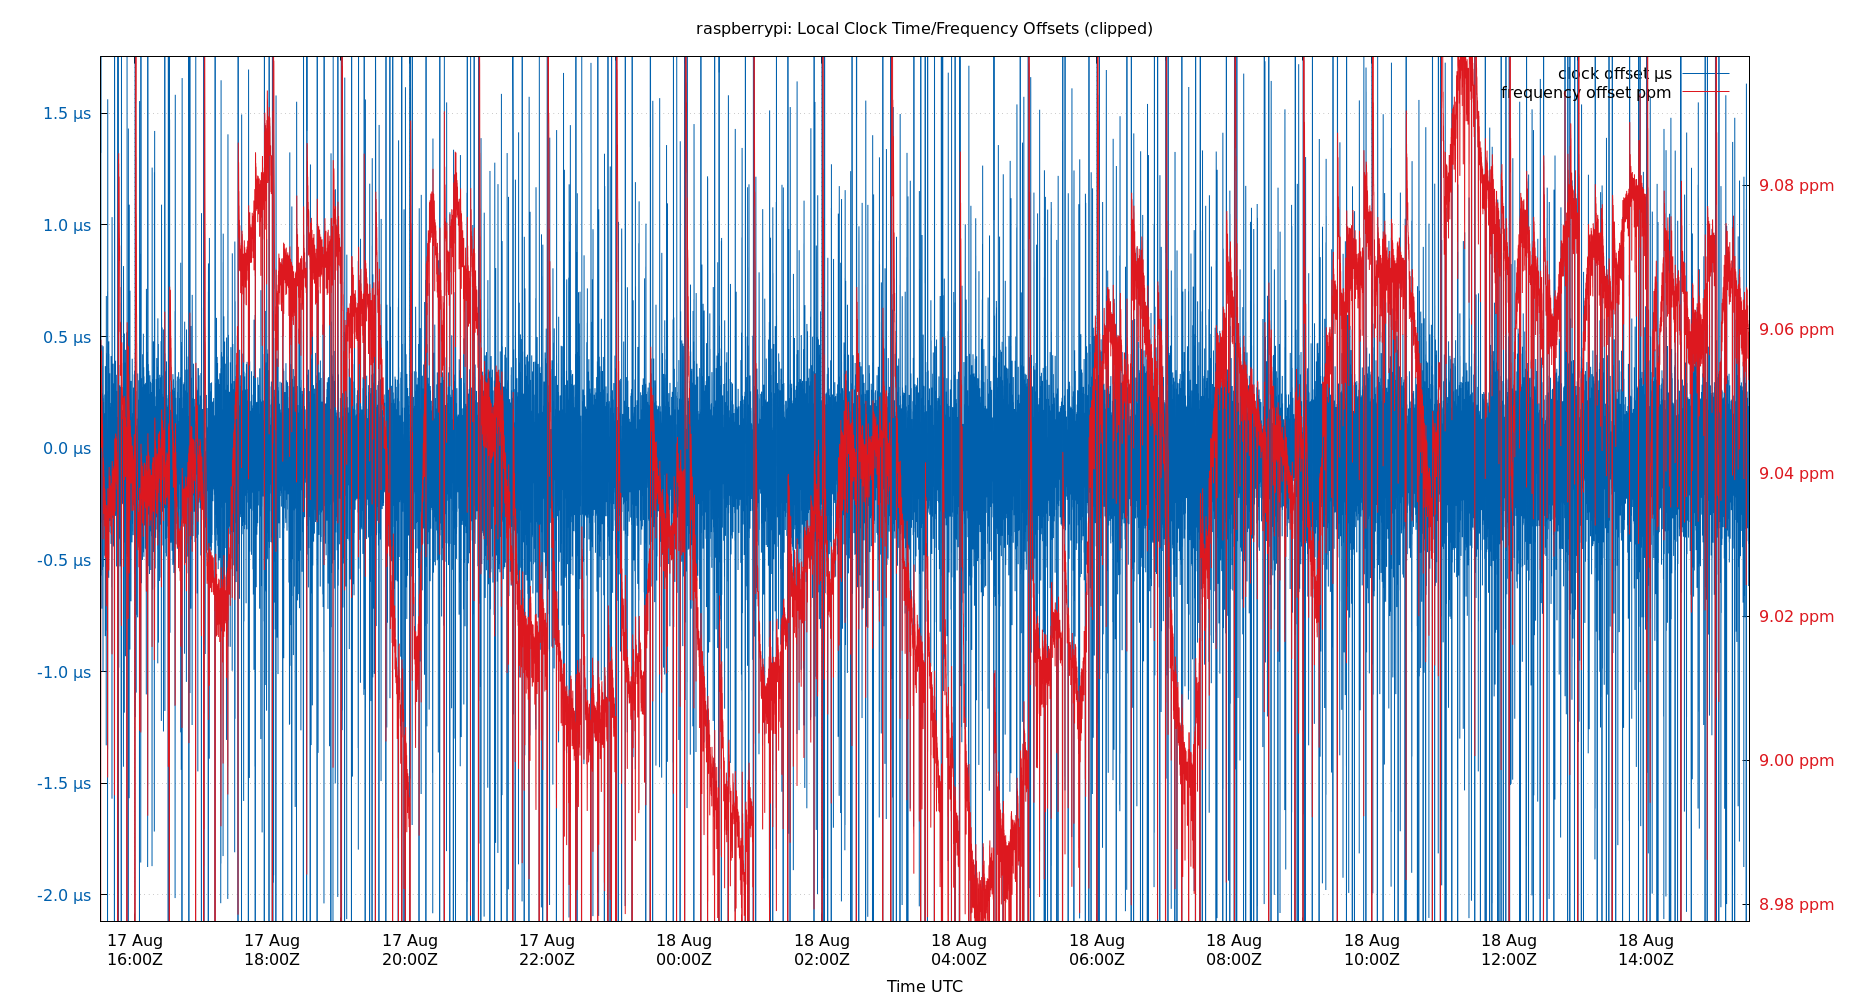 raspberrypi: Local Clock Time/Frequency Offsets (clipped)
clock offset µs
frequency offset ppm
1.5 µs
1.0 µs
0.5 µs
0.0 µs
-0.5 µs
-1.0 µs
-1.5 µs
-2.0 µs
9.08 ppm
9.06 ppm
9.04 ppm
9.02 ppm
9.00 ppm
8.98 ppm
17 Aug 17 Aug 17 Aug 17 Aug 18 Aug 18 Aug 18 Aug 18 Aug 18 Aug 18 Aug 18 Aug 18 Aug
16:00Z 18:00Z 20:00Z 22:00Z 00:00Z 02:00Z 04:00Z 06:00Z 08:00Z 10:00Z 12:00Z 14:00Z
Time UTC